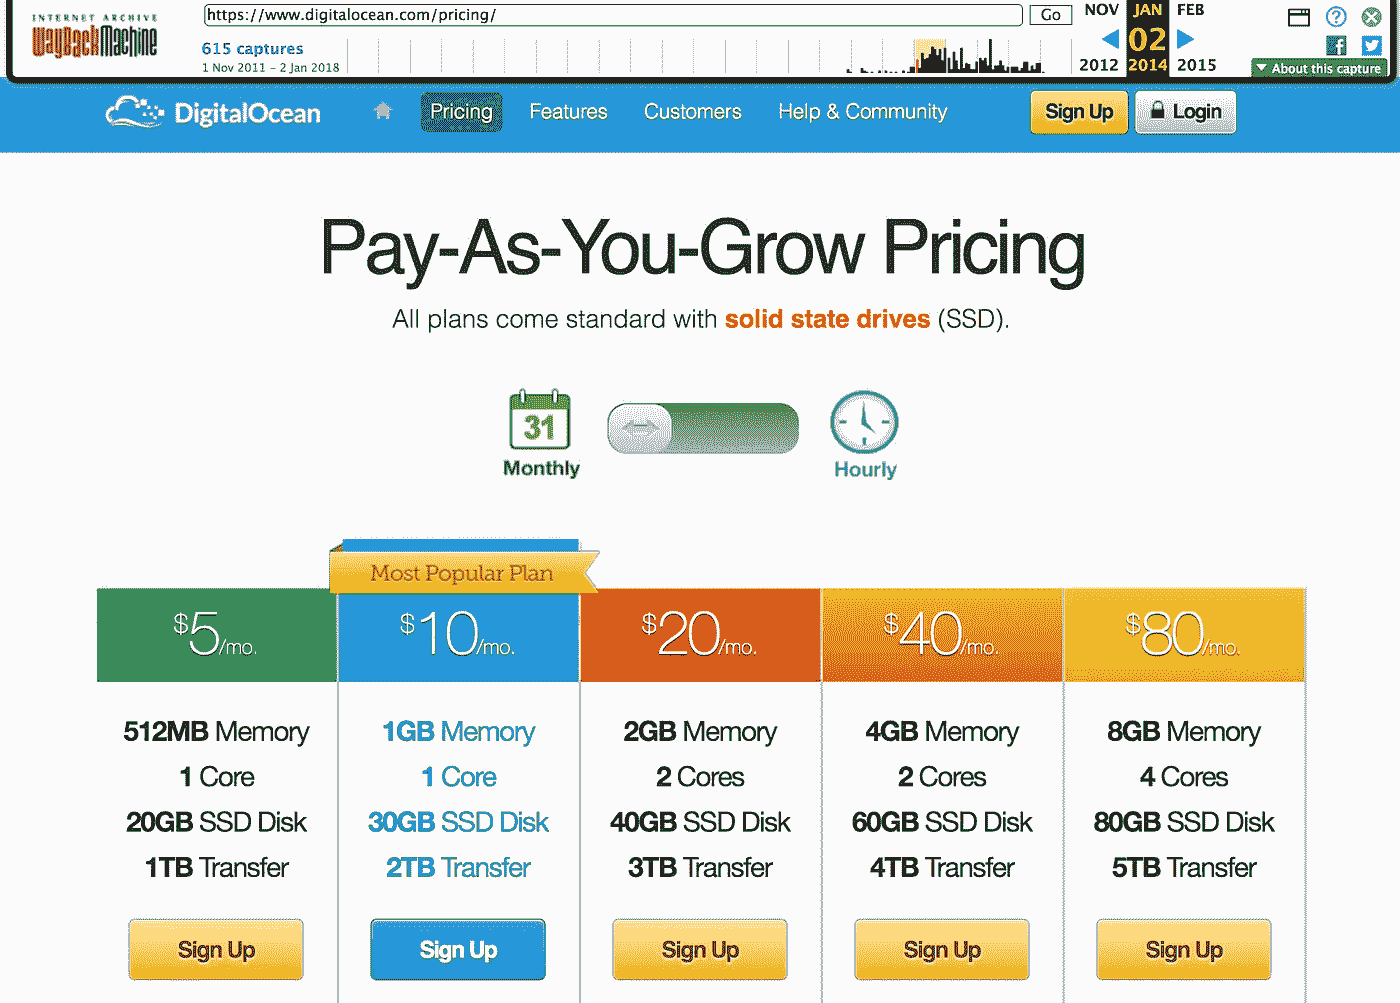 INTERNET ARCHIVE
WayBackMachine
https://www.digitalocean.com/pricing/
Go
NOV JAN FEB
02
2012 2014 2015
615 captures
1 Nov 2011 – 2 Jan 2018
About this capture
DigitalOcean
Pricing
Features
Customers
Help & Community
Sign Up
Login
Pay-As-You-Grow Pricing
All plans come standard with solid state drives (SSD).
31
Monthly
Hourly
Most Popular Plan
$5/mo.
512MB Memory
1 Core
20GB SSD Disk
1TB Transfer
Sign Up
$10/mo.
1GB Memory
1 Core
30GB SSD Disk
2TB Transfer
Sign Up
$20/mo.
2GB Memory
2 Cores
40GB SSD Disk
3TB Transfer
Sign Up
$40/mo.
4GB Memory
2 Cores
60GB SSD Disk
4TB Transfer
Sign Up
$80/mo.
8GB Memory
4 Cores
80GB SSD Disk
5TB Transfer
Sign Up